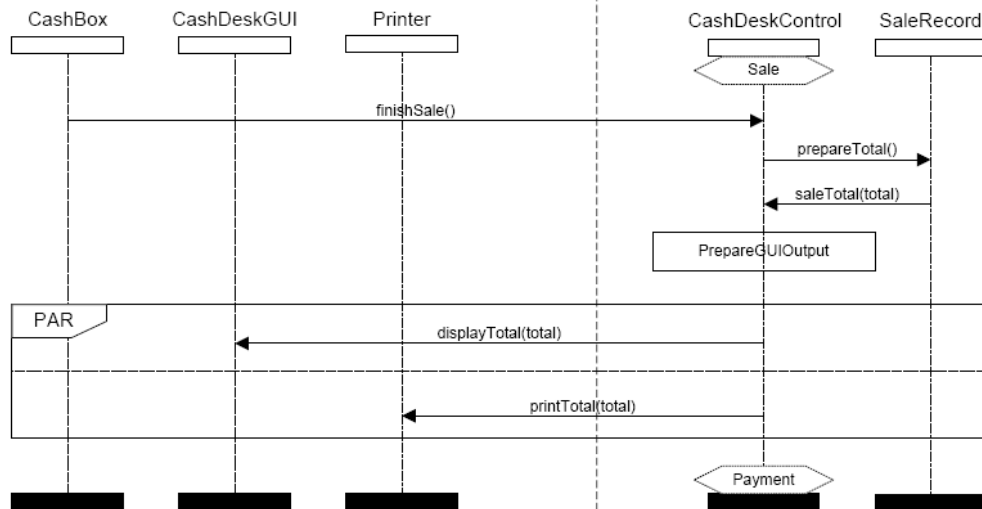 CashBox
CashDeskGUI
Printer
CashDeskControl
SaleRecord
Sale
finishSale()
prepareTotal()
saleTotal(total)
PrepareGUIOutput
PAR
displayTotal(total)
printTotal(total)
Payment